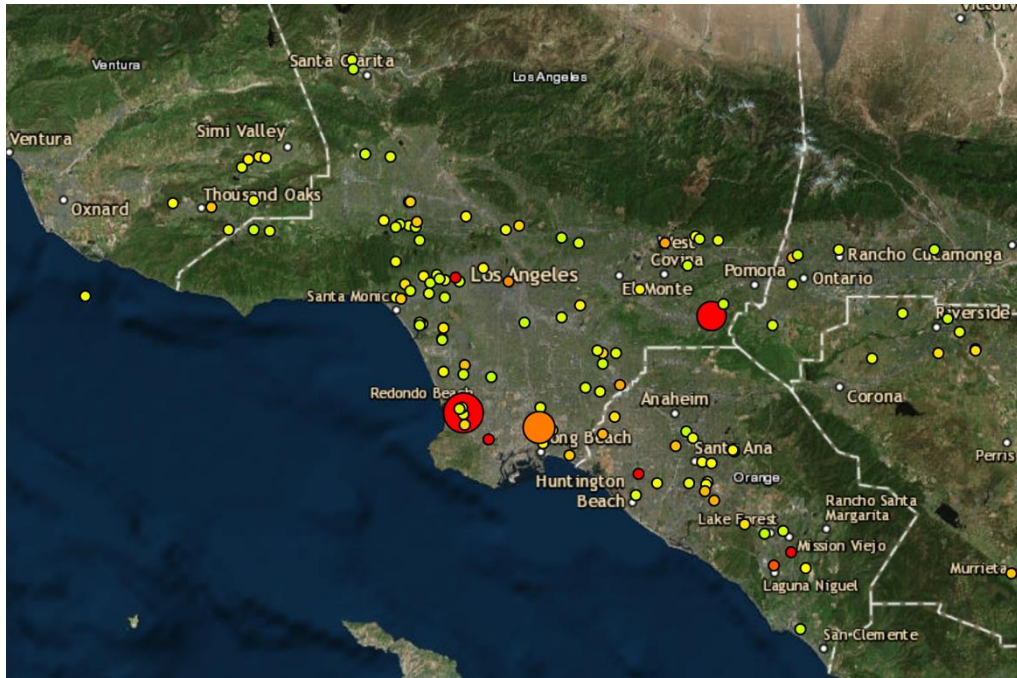 Victorv
Santa Clarita
Ventura
Los Angeles
Simi Valley
Ventura
Thousand Oaks
Oxnard
West
Covina
Rancho Cucamonga
Los Angeles
Pomona
Ontario
El Monte
Santa Monic
Riverside
Redondo Beach
Anaheim
Corona
Long Beach
Santa Ana
Perris
Huntington
Beach
Orange
Rancho Santa
Margarita
Lake Forest
Mission Viejo
Murrieta
Laguna Niguel
San Clemente